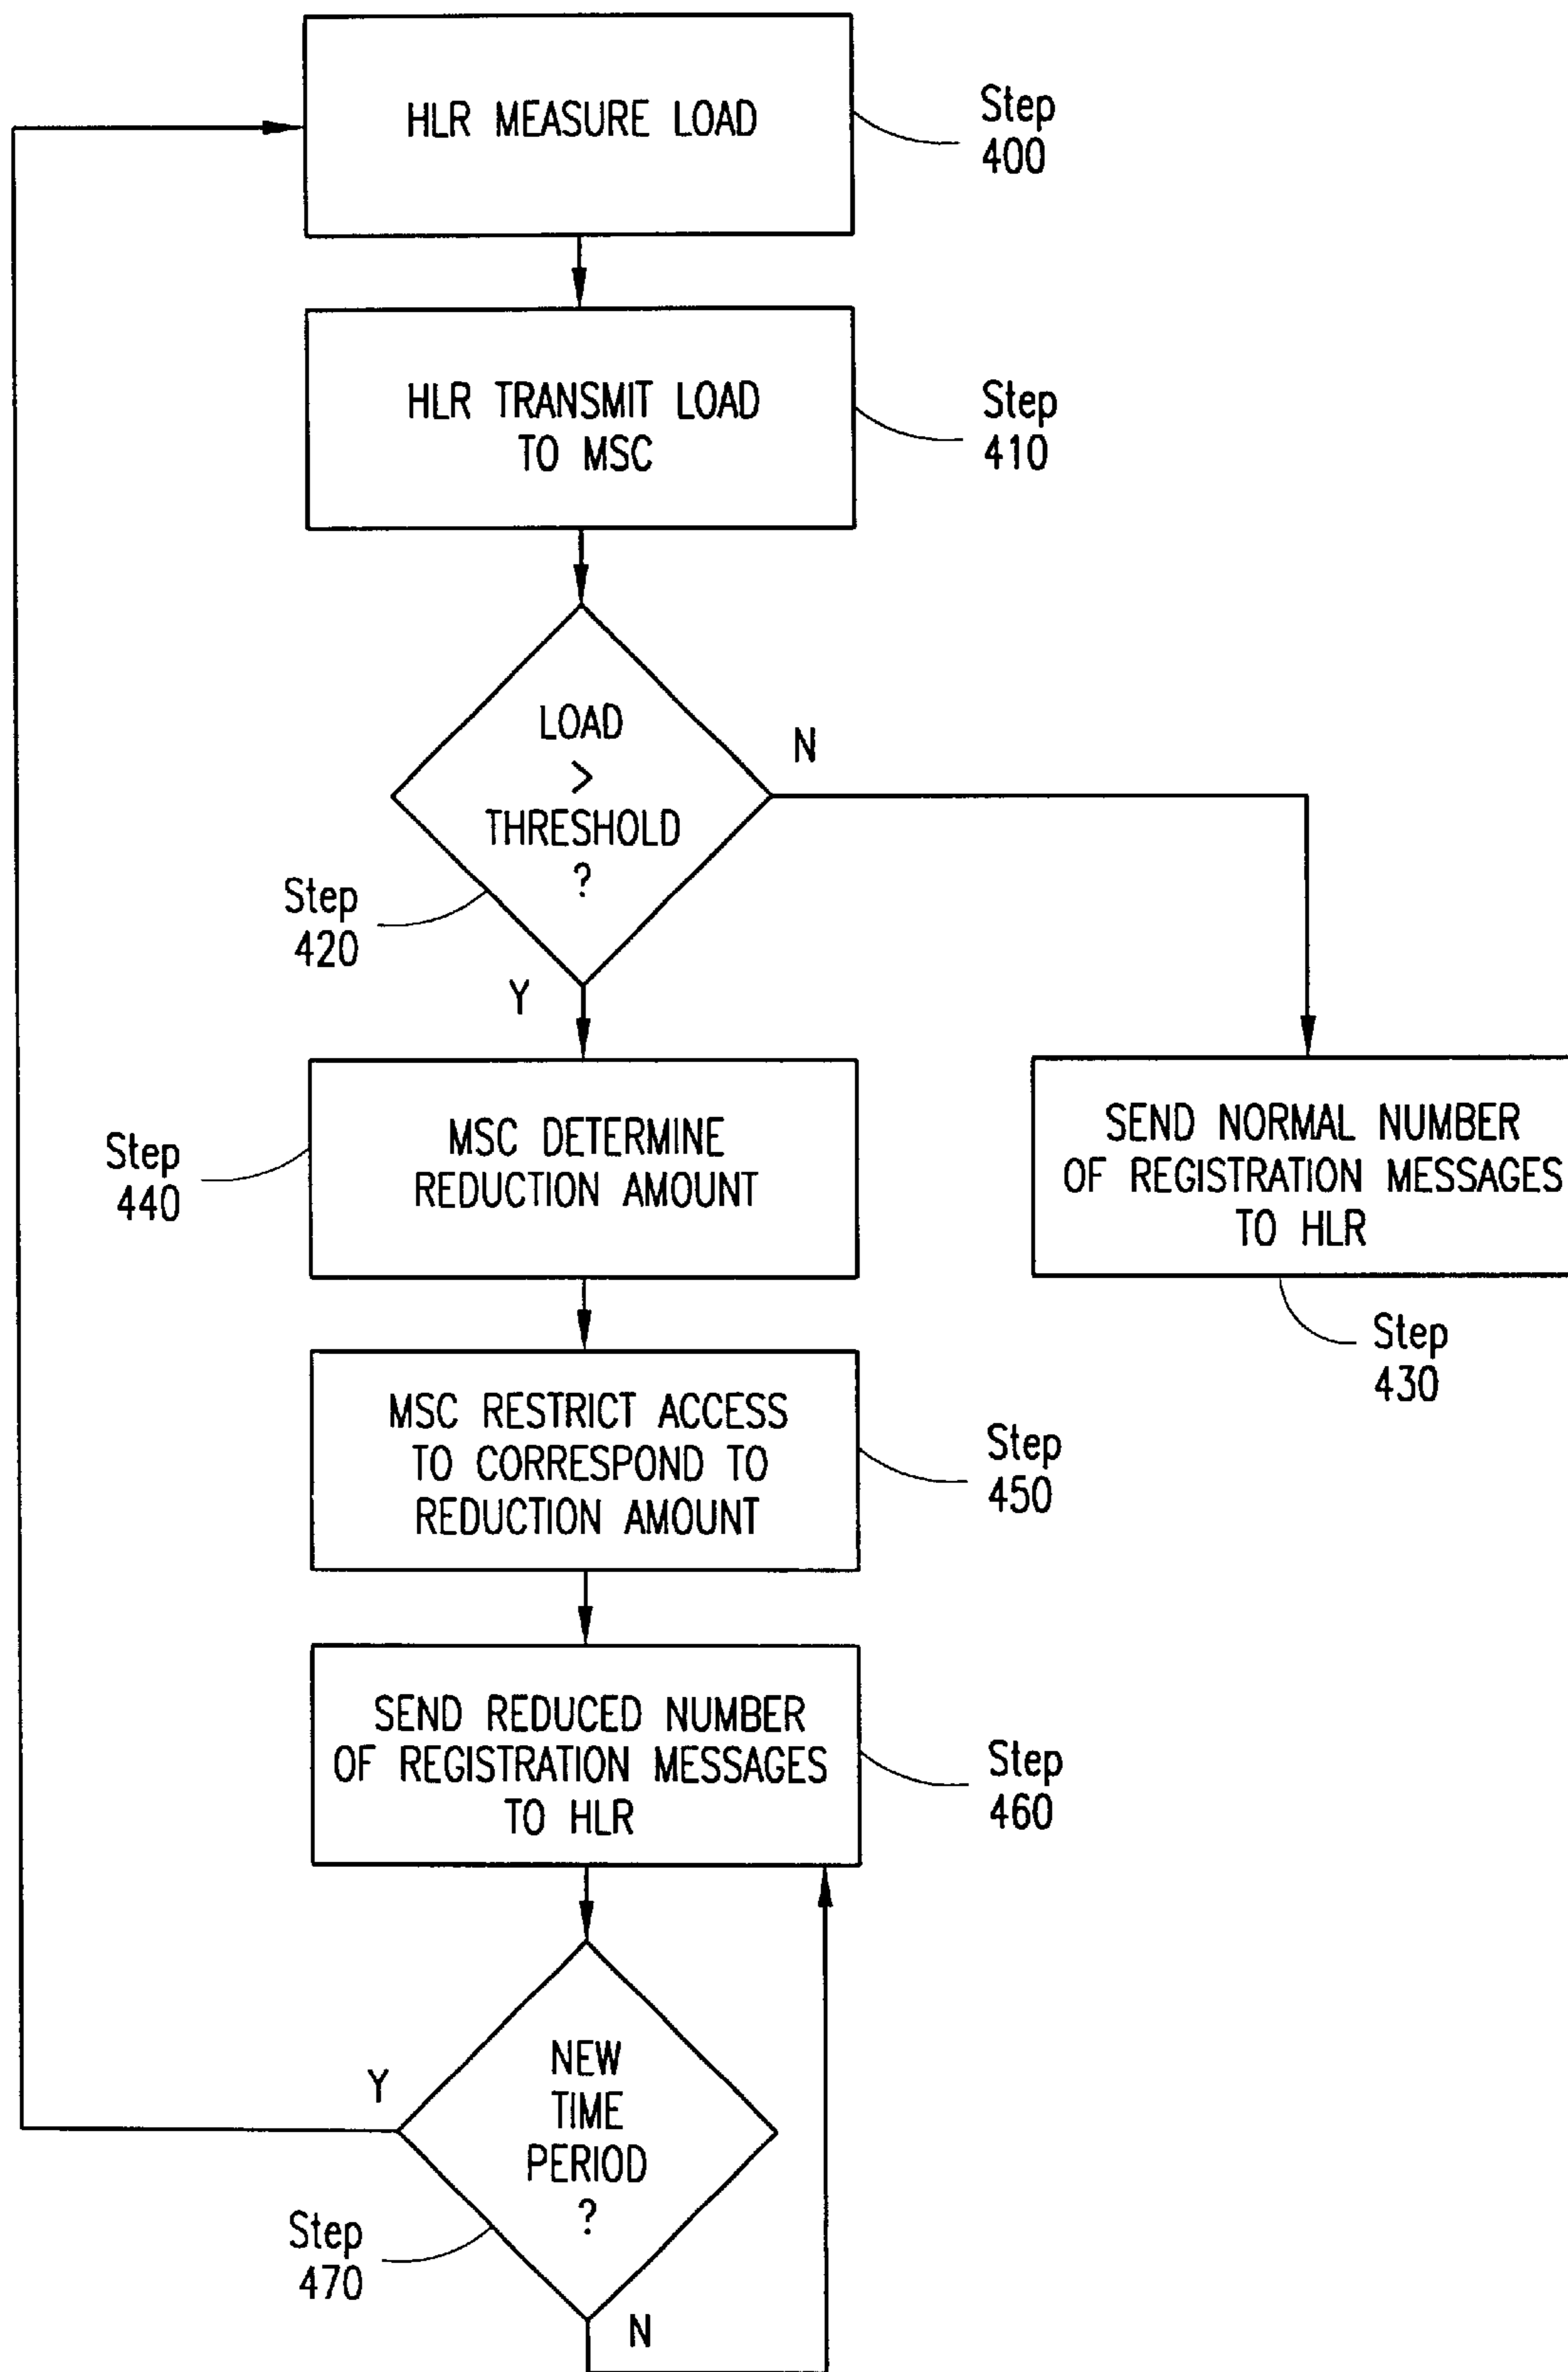 HLR MEASURE LOAD
Step
400
HLR TRANSMIT LOAD
TO MSC
Step
410
LOAD
>
THRESHOLD
?
N
Step
420
Y
MSC DETERMINE
REDUCTION AMOUNT
Step
440
SEND NORMAL NUMBER
OF REGISTRATION MESSAGES
TO HLR
Step
430
MSC RESTRICT ACCESS
TO CORRESPOND TO
REDUCTION AMOUNT
Step
450
SEND REDUCED NUMBER
OF REGISTRATION MESSAGES
TO HLR
Step
460
NEW
TIME
PERIOD
?
Y
Step
470
N